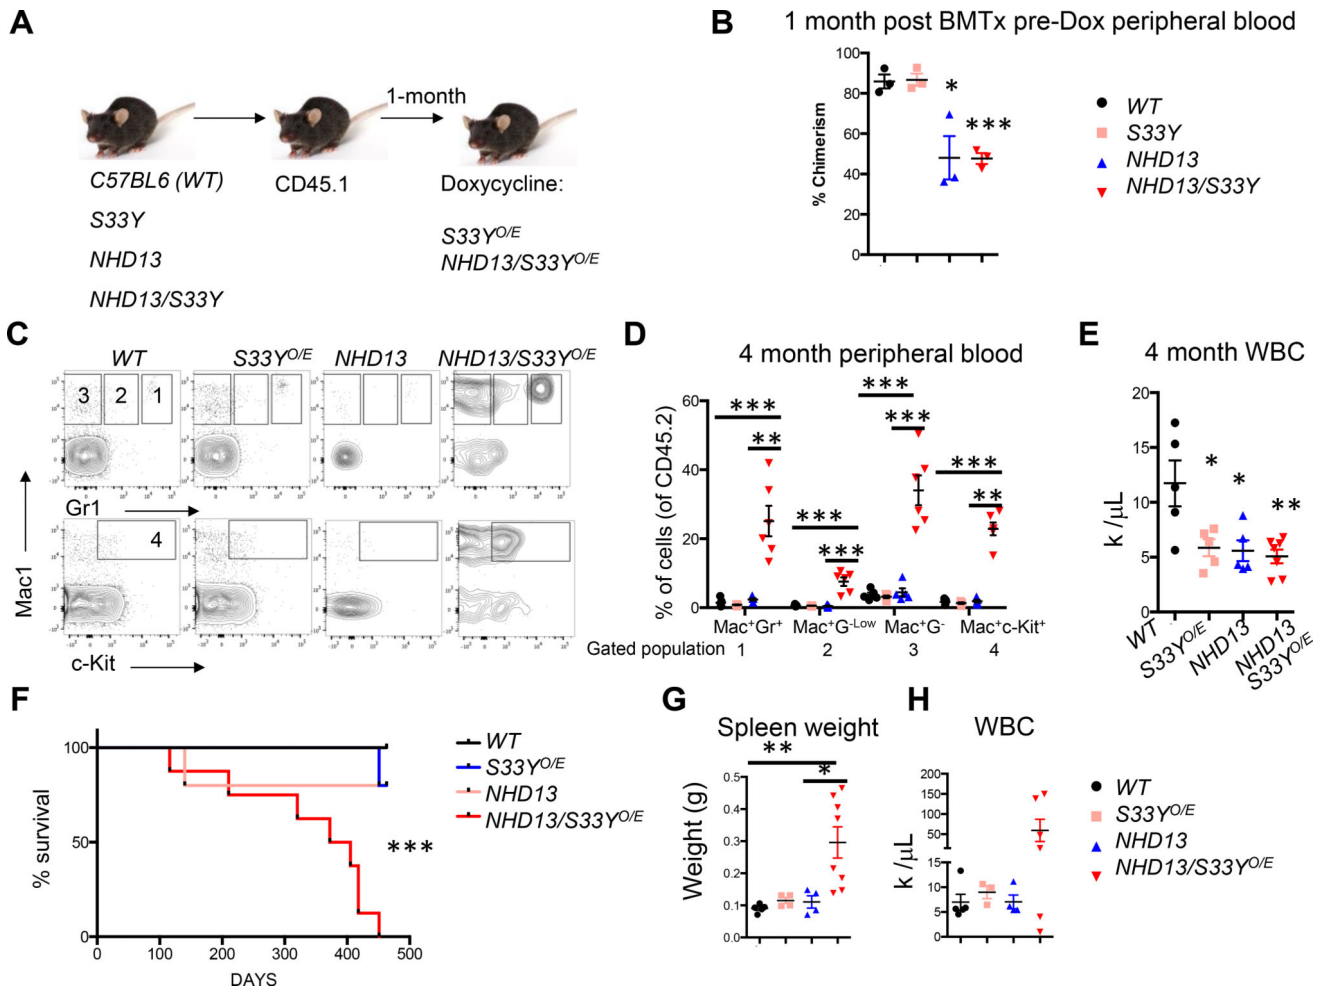 A
1-month
C57BL6 (WT)
S33Y
NHD13
NHD13/S33Y
CD45.1
Doxycycline:
S33Y^O/E
NHD13/S33Y^O/E
B
1 month post BMTx pre-Dox peripheral blood
% Chimerism
100
80
60
40
20
0
*
***
WT
S33Y
NHD13
NHD13/S33Y
C
WT S33Y^O/E NHD13 NHD13/S33Y^O/E
3 2 1
Gr1
4
Mac1
c-Kit
D
4 month peripheral blood
% of cells (of CD45.2)
60
40
20
0
*** ** *** *** *** *** *** **
Mac⁺Gr⁺ Mac⁺G⁻ᴸᵒʷ Mac⁺G⁻ Mac⁺c-Kit⁺
Gated population 1 2 3 4
E
4 month WBC
k /µL
20
15
10
5
0
* * **
WT
S33Y^O/E
NHD13
NHD13
S33Y^O/E
F
% survival
100
50
0
0 100 200 300 400 500
DAYS
***
WT
S33Y^O/E
NHD13
NHD13/S33Y^O/E
G
Spleen weight
Weight (g)
0.5
0.4
0.3
0.2
0.1
0.0
**
*
H
WBC
k /µL
200
150
100
50
15
10
5
0
WT
S33Y^O/E
NHD13
NHD13/S33Y^O/E